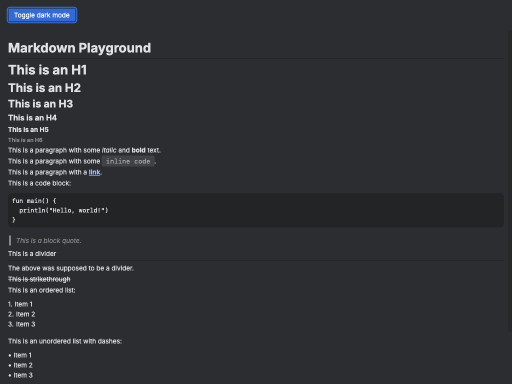 Toggle dark mode
Markdown Playground
This is an H1
This is an H2
This is an H3
This is an H4
This is an H5
This is an H6
This is a paragraph with some italic and bold text.
This is a paragraph with some inline code .
This is a paragraph with a link.
This is a code block:
fun main() {
  println("Hello, world!")
}
This is a block quote.
This is a divider
The above was supposed to be a divider.
This is strikethrough
This is an ordered list:
1. Item 1
2. Item 2
3. Item 3
This is an unordered list with dashes:
• Item 1
• Item 2
• Item 3